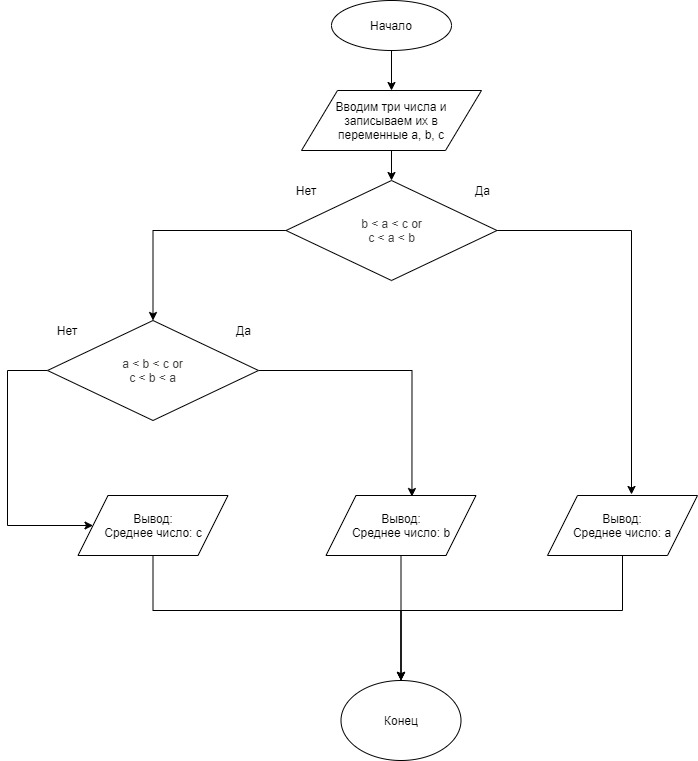 Начало
Вводим три числа и
записываем их в
переменные a, b, c
Нет
Да
b < a < c or
c < a < b
Нет
Да
a < b < c or
c < b < a
Вывод:
Среднее число: c
Вывод:
Среднее число: b
Вывод:
Среднее число: a
Конец